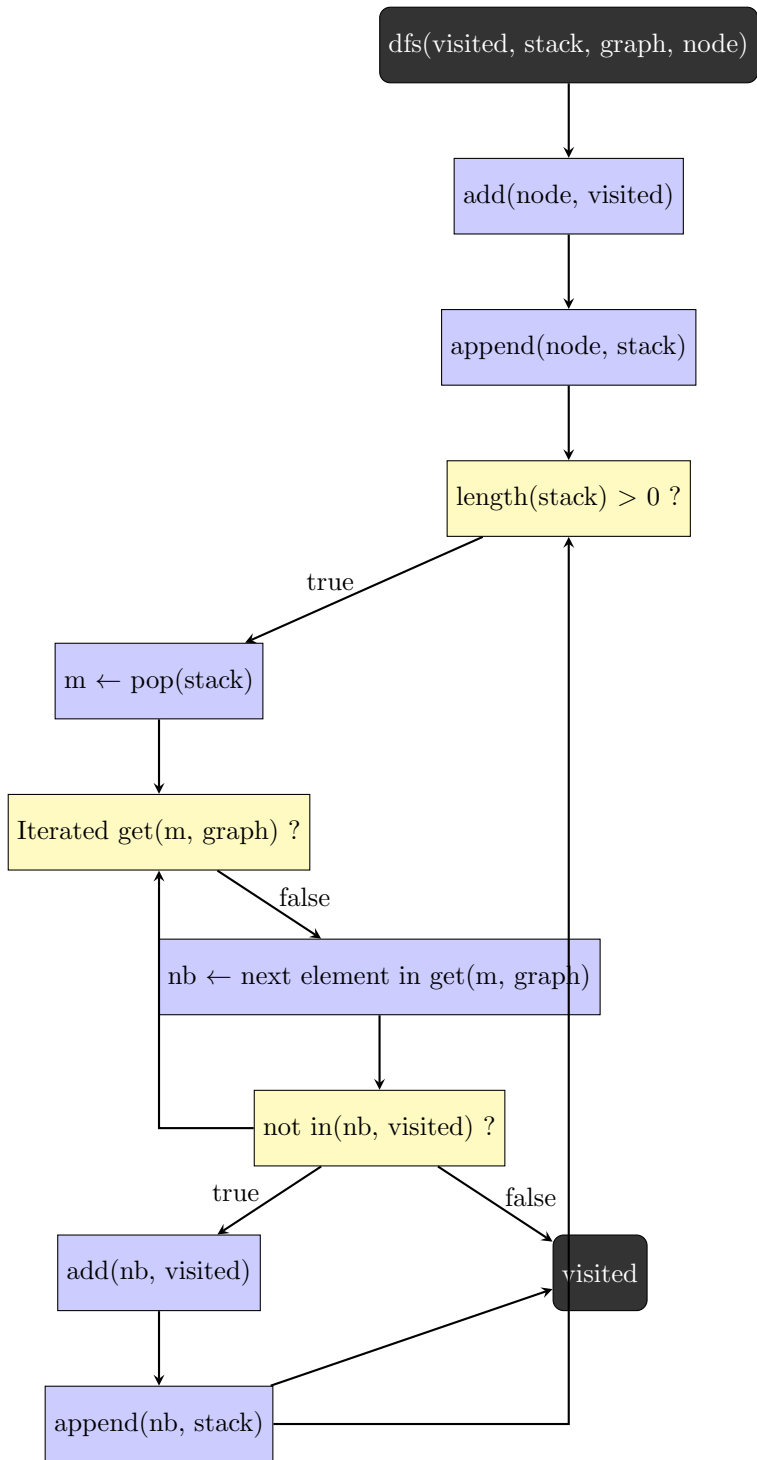 dfs(visited, stack, graph, node)
add(node, visited)
append(node, stack)
length(stack) > 0 ?
true
m ← pop(stack)
Iterated get(m, graph) ?
false
nb ← next element in get(m, graph)
not in(nb, visited) ?
true
false
add(nb, visited)
visited
append(nb, stack)